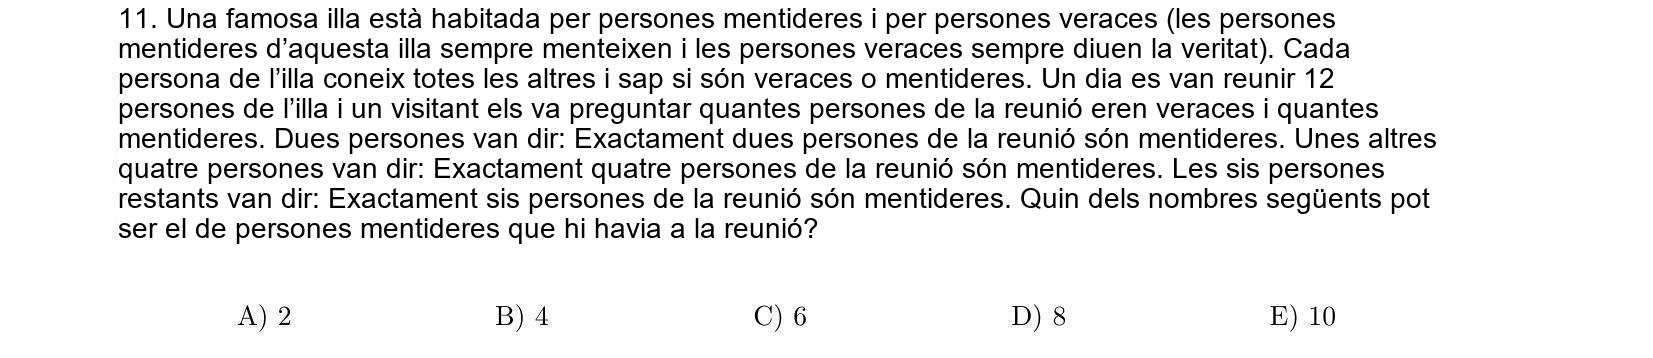 11. Una famosa illa està habitada per persones mentideres i per persones veraces (les persones
mentideres d’aquesta illa sempre menteixen i les persones veraces sempre diuen la veritat). Cada
persona de l’illa coneix totes les altres i sap si són veraces o mentideres. Un dia es van reunir 12
persones de l’illa i un visitant els va preguntar quantes persones de la reunió eren veraces i quantes
mentideres. Dues persones van dir: Exactament dues persones de la reunió són mentideres. Unes altres
quatre persones van dir: Exactament quatre persones de la reunió són mentideres. Les sis persones
restants van dir: Exactament sis persones de la reunió són mentideres. Quin dels nombres següents pot
ser el de persones mentideres que hi havia a la reunió?
A) 2 B) 4 C) 6 D) 8 E) 10